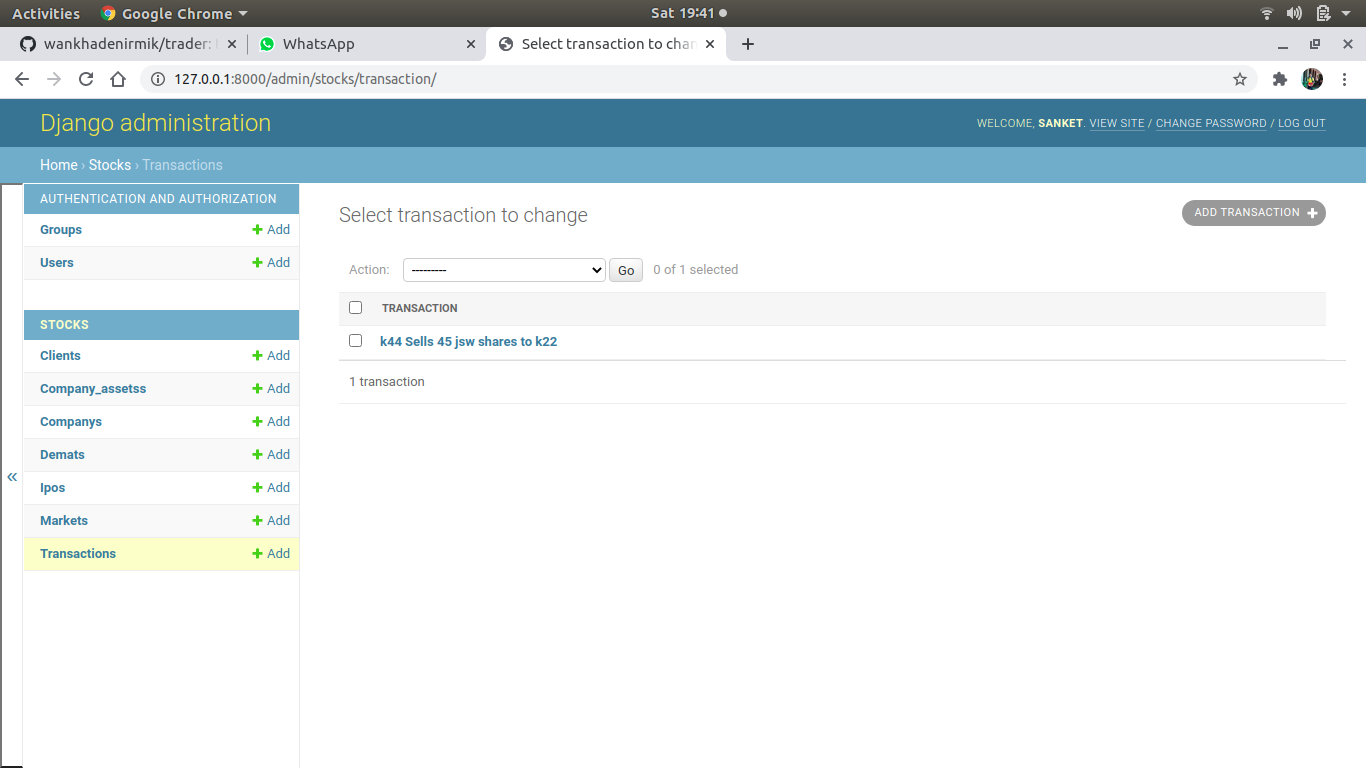 Activities Google Chrome Sat 19:41
wankhadenirmik/trader: WhatsApp Select transaction to chan
127.0.0.1:8000/admin/stocks/transaction/
Django administration WELCOME, SANKET. VIEW SITE / CHANGE PASSWORD / LOG OUT
Home › Stocks › Transactions
AUTHENTICATION AND AUTHORIZATION
Groups + Add
Users + Add
STOCKS
Clients + Add
Company_assetss + Add
Companys + Add
Demats + Add
Ipos + Add
Markets + Add
Transactions + Add
«
Select transaction to change
ADD TRANSACTION +
Action: --------- Go 0 of 1 selected
TRANSACTION
k44 Sells 45 jsw shares to k22
1 transaction